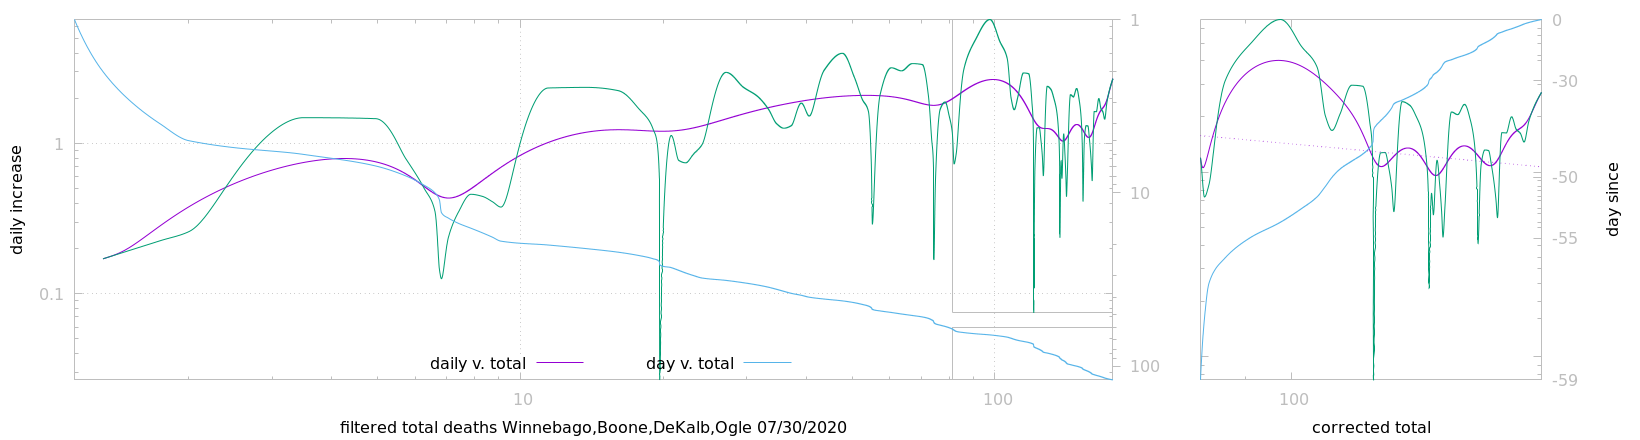 1
0
-30
daily increase
1
10
-50
day since
-55
0.1
daily v. total
day v. total
100
-59
10
100
100
filtered total deaths Winnebago,Boone,DeKalb,Ogle 07/30/2020
corrected total